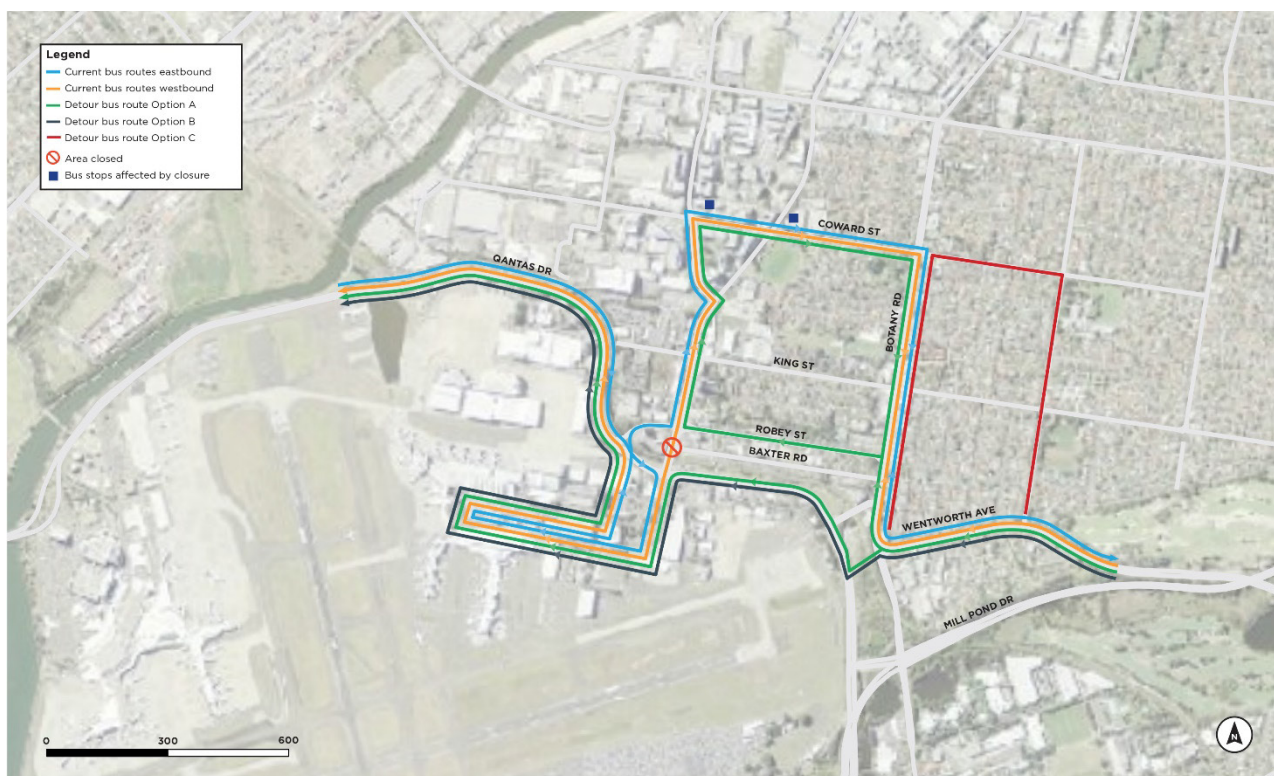 Legend
Current bus routes eastbound
Current bus routes westbound
Detour bus route Option A
Detour bus route Option B
Detour bus route Option C
Area closed
Bus stops affected by closure
COWARD ST
QANTAS DR
BOTANY RD
KING ST
ROBEY ST
BAXTER RD
WENTWORTH AVE
MILL POND DR
0 300 600
N